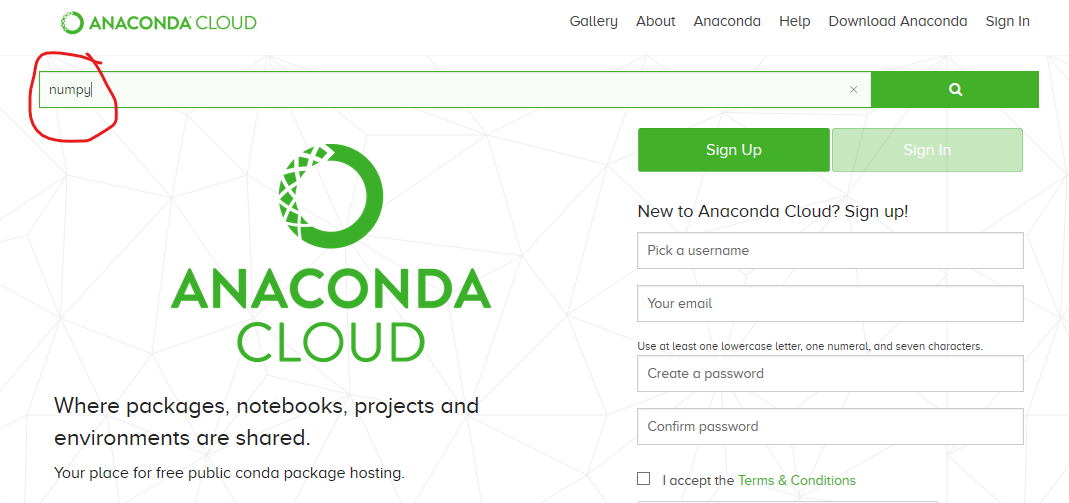 ANACONDA CLOUD
Gallery About Anaconda Help Download Anaconda Sign In
numpy ×
Sign Up Sign In
ANACONDA
CLOUD
Where packages, notebooks, projects and
environments are shared.
Your place for free public conda package hosting.
New to Anaconda Cloud? Sign up!
Pick a username
Your email
Use at least one lowercase letter, one numeral, and seven characters.
Create a password
Confirm password
I accept the Terms & Conditions